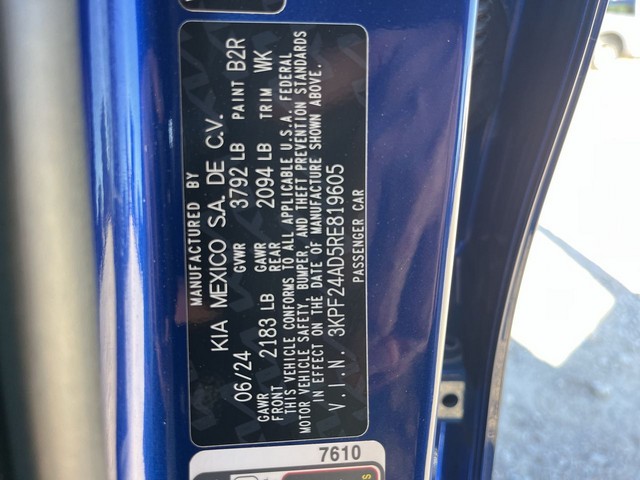 MANUFACTURED BY
KIA MEXICO S.A. DE C.V.
06/24 GVWR 3792 LB PAINT B2R
GAWR FRONT 2183 LB GAWR REAR 2094 LB TRIM WK
THIS VEHICLE CONFORMS TO ALL APPLICABLE U.S.A. FEDERAL
MOTOR VEHICLE SAFETY, BUMPER, AND THEFT PREVENTION STANDARDS
IN EFFECT ON THE DATE OF MANUFACTURE SHOWN ABOVE.
V.I.N. 3KPF24AD5RE819605
PASSENGER CAR
7610